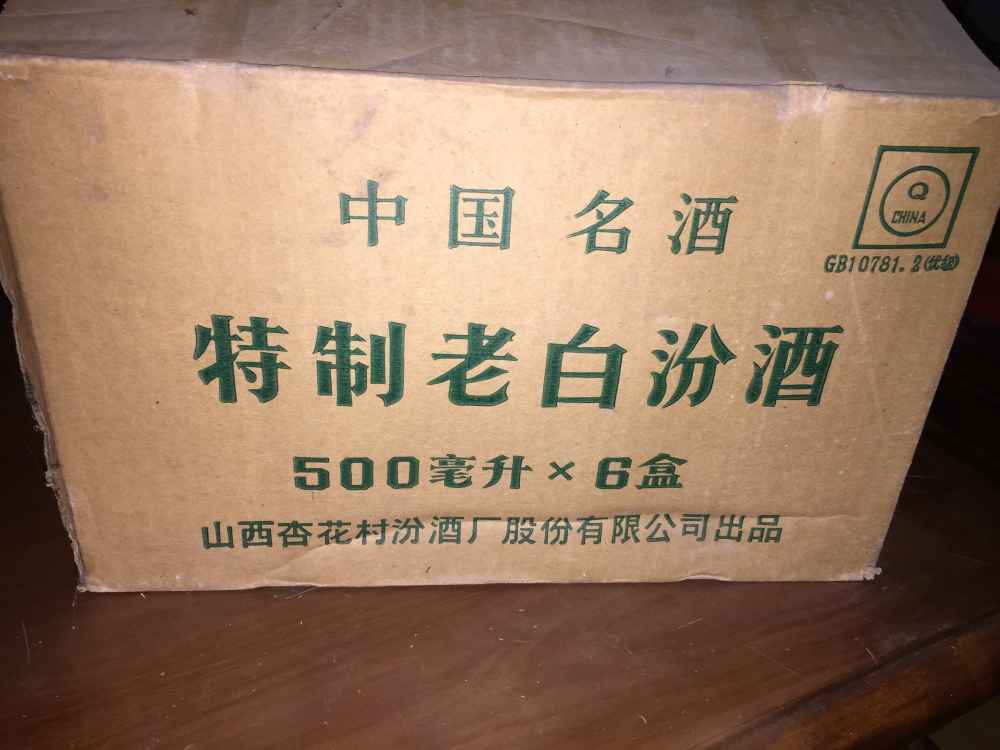 中国名酒
Q
CHINA
GB10781.2(优级)
特制老白汾酒
500毫升×6盒
山西杏花村汾酒厂股份有限公司出品